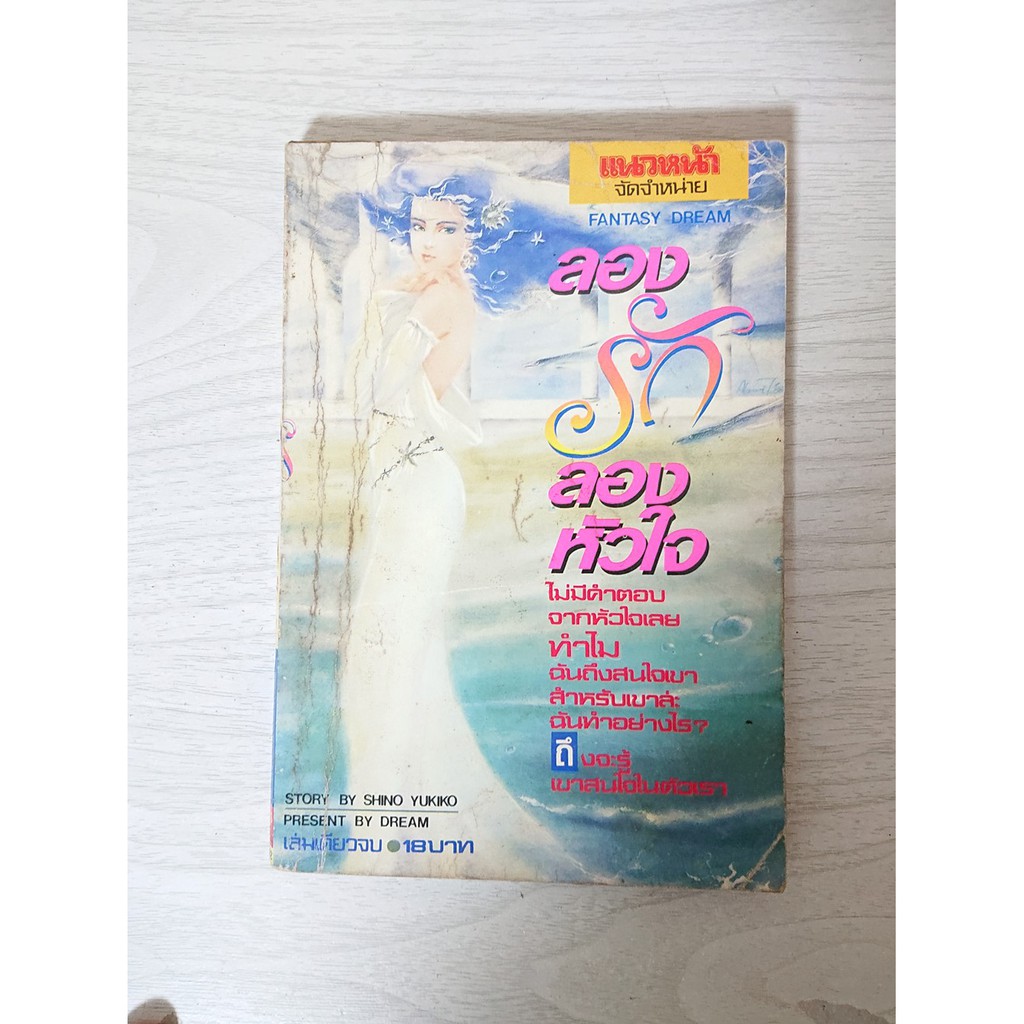 แนวหน้า
จัดจำหน่าย
FANTASY DREAM
ลอง
รัก
ลอง
หัวใจ
ไม่มีคำตอบ
จากหัวใจเลย
ทำไม
ฉันถึงสนใจเขา
สำหรับเขาล่ะ
ฉันทำอย่างไร?
ถึงจะรู้
เขาสนใจในตัวเรา
STORY BY SHINO YUKIKO
PRESENT BY DREAM
เล่มเดียวจบ ● 18บาท